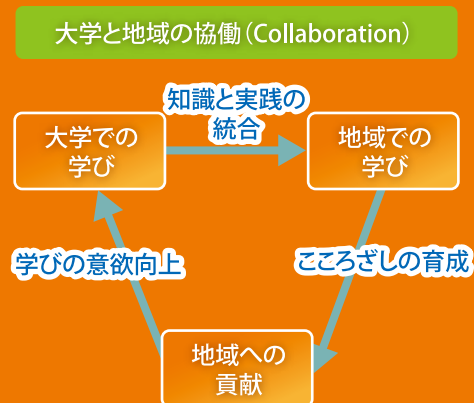 大学と地域の協働(Collaboration)
知識と実践の
統合
大学での
学び
地域での
学び
学びの意欲向上
こころざしの育成
地域への
貢献